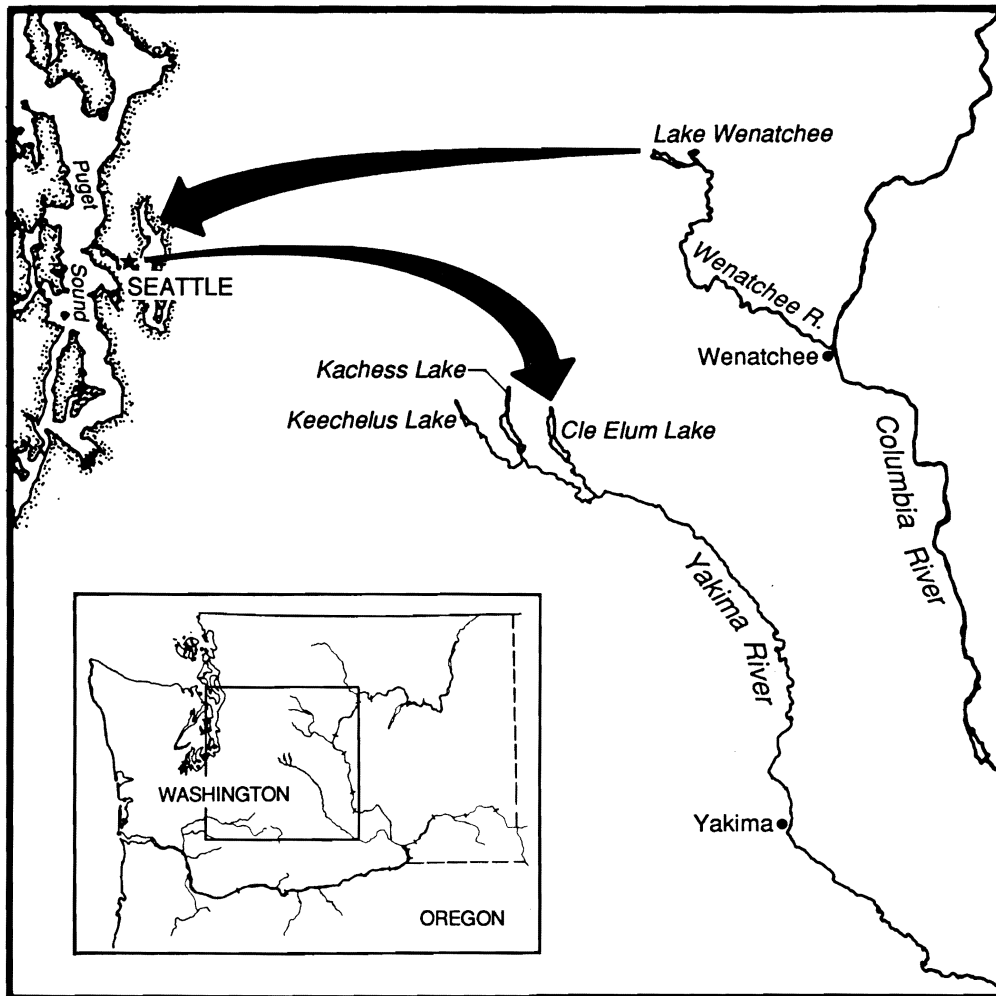 Lake Wenatchee
Puget
Sound
SEATTLE
Wenatchee R.
Wenatchee
Kachess Lake
Keechelus Lake
Cle Elum Lake
Columbia River
Yakima River
Yakima
WASHINGTON
OREGON